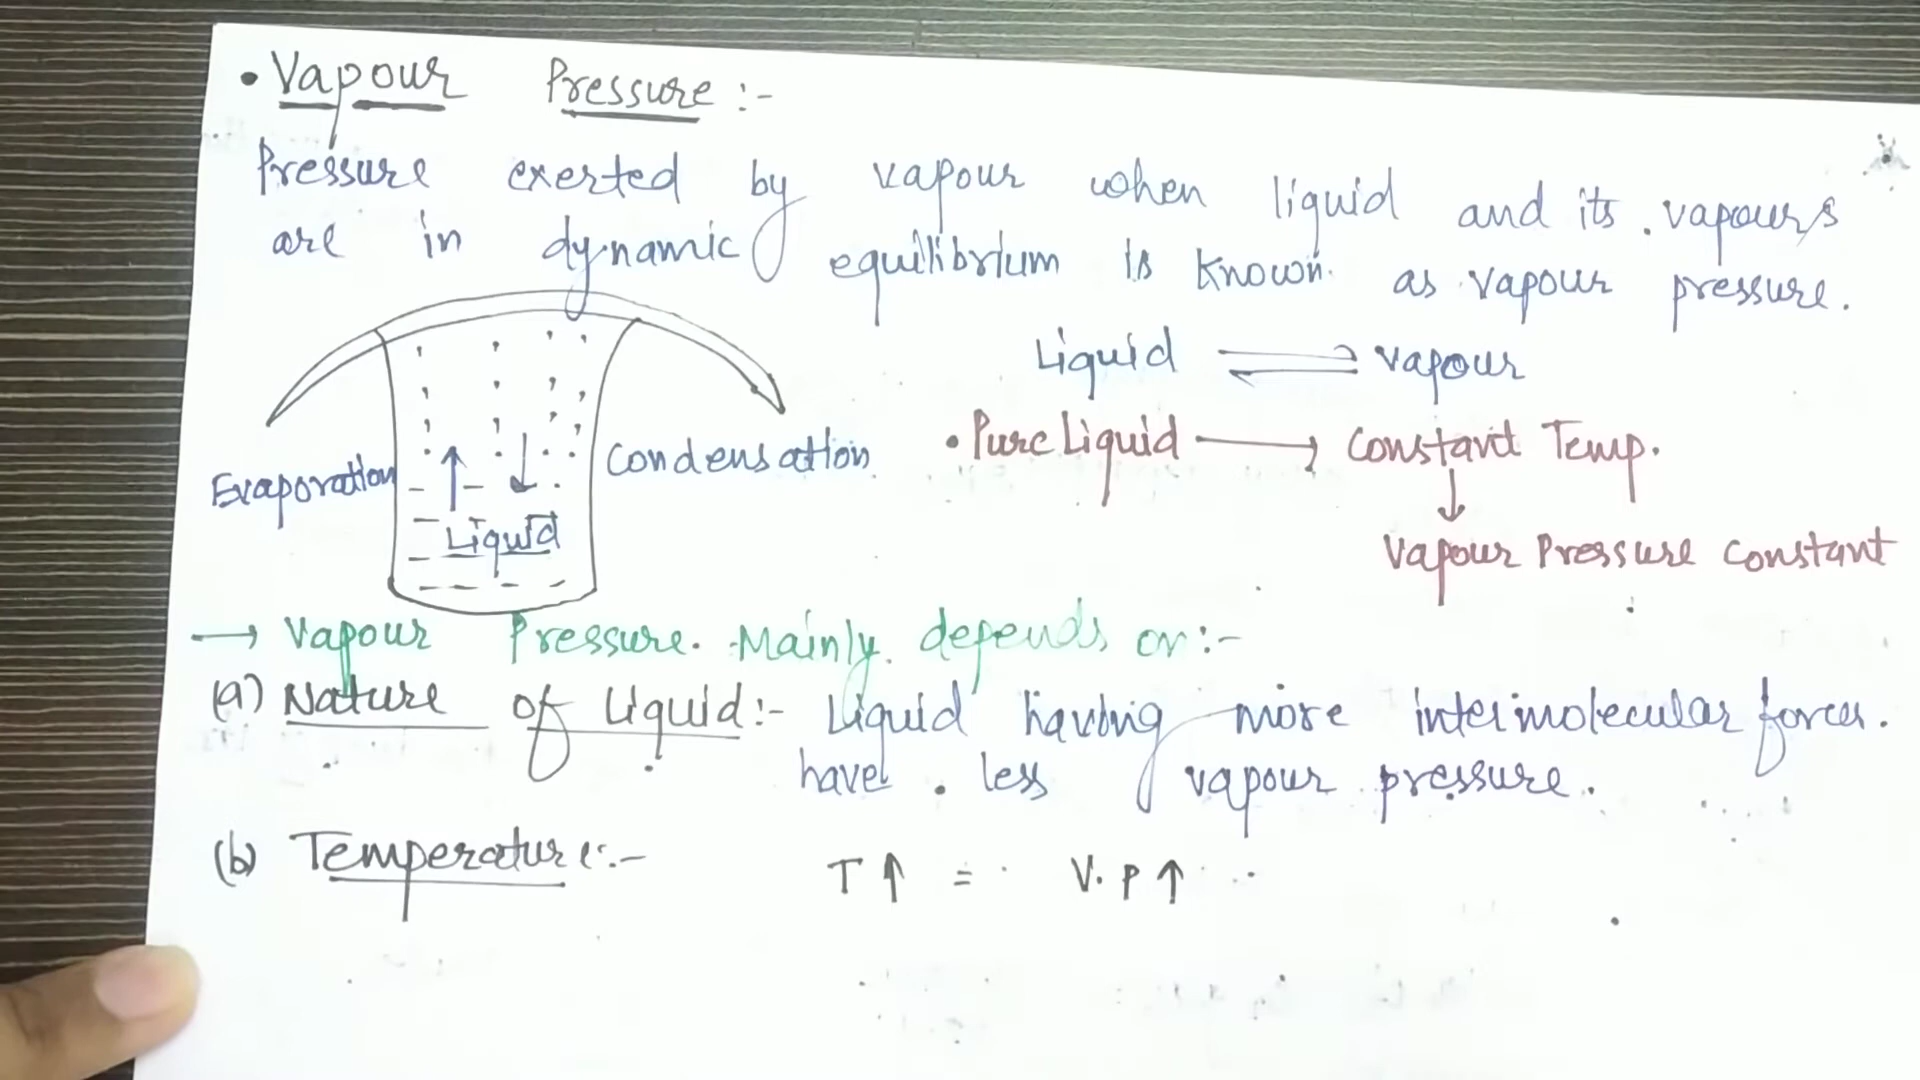 • Vapour Pressure :-
Pressure exerted by vapour when liquid and its vapours
are in dynamic equilibrium is known as vapour pressure.
Liquid ⇌ vapour
• Pure Liquid → Constant Temp.
↓
Vapour Pressure constant
Evaporation
Condensation
Liquid
→ Vapour Pressure Mainly depends on :-
(a) Nature of Liquid :- Liquid having more intermolecular forces.
have less vapour pressure.
(b) Temperature :- T ↑ = V.P ↑